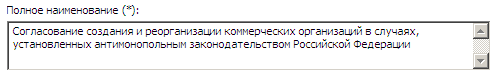 Полное наименование (*):
Согласование создания и реорганизации коммерческих организаций в случаях,
установленных антимонопольным законодательством Российской Федерации